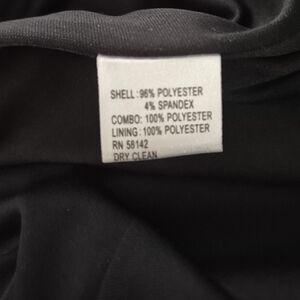 SHELL: 96% POLYESTER
4% SPANDEX
COMBO: 100% POLYESTER
LINING: 100% POLYESTER
RN 58142
DRY CLEAN